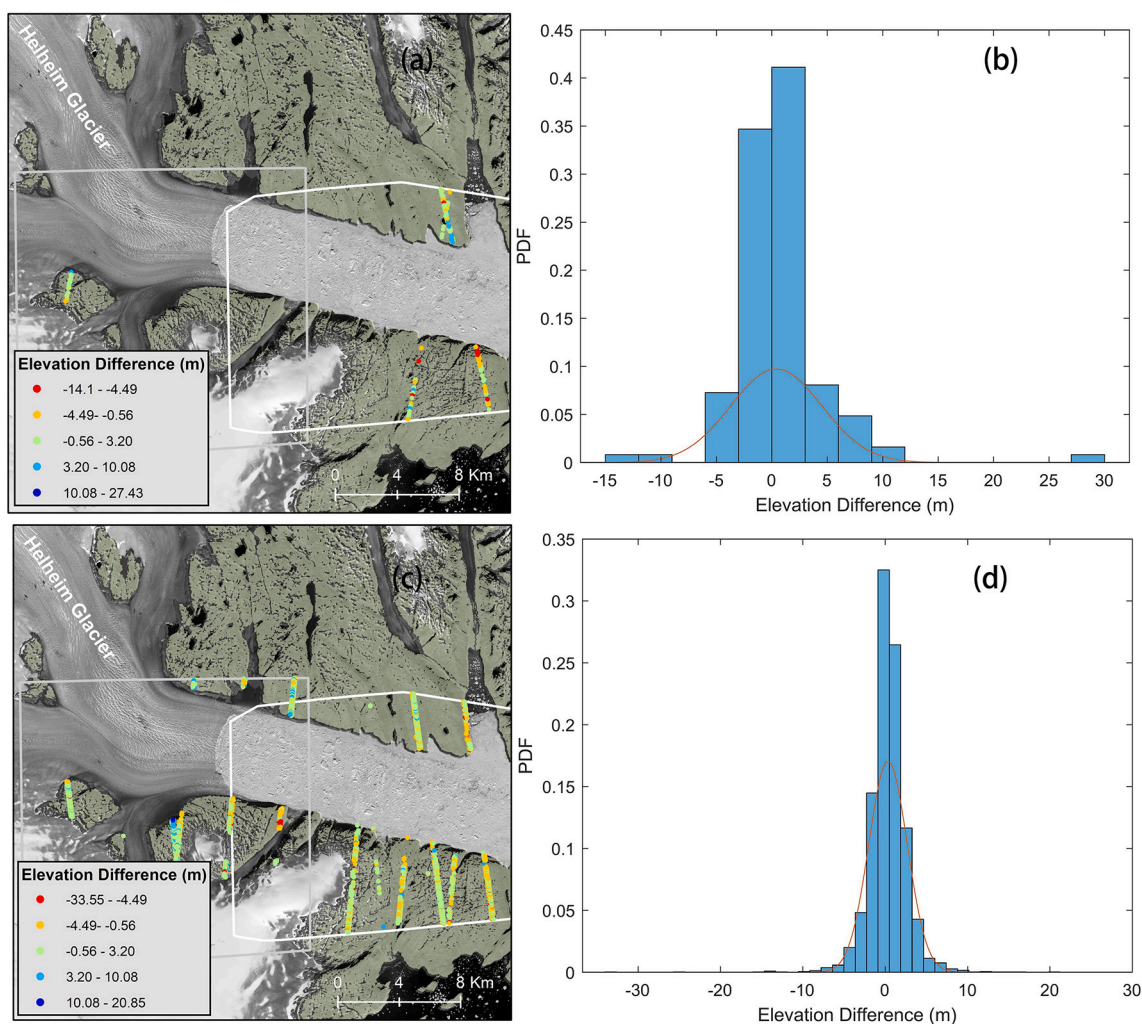 Helheim Glacier
(a)
Elevation Difference (m)
-14.1 - -4.49
-4.49- -0.56
-0.56 - 3.20
3.20 - 10.08
10.08 - 27.43
0 4 8 Km
(b)
PDF
0.45
0.4
0.35
0.3
0.25
0.2
0.15
0.1
0.05
0
-15 -10 -5 0 5 10 15 20 25 30
Elevation Difference (m)
Helheim Glacier
(c)
Elevation Difference (m)
-33.55 - -4.49
-4.49- -0.56
-0.56 - 3.20
3.20 - 10.08
10.08 - 20.85
0 4 8 Km
(d)
PDF
0.35
0.3
0.25
0.2
0.15
0.1
0.05
0
-30 -20 -10 0 10 20 30
Elevation Difference (m)